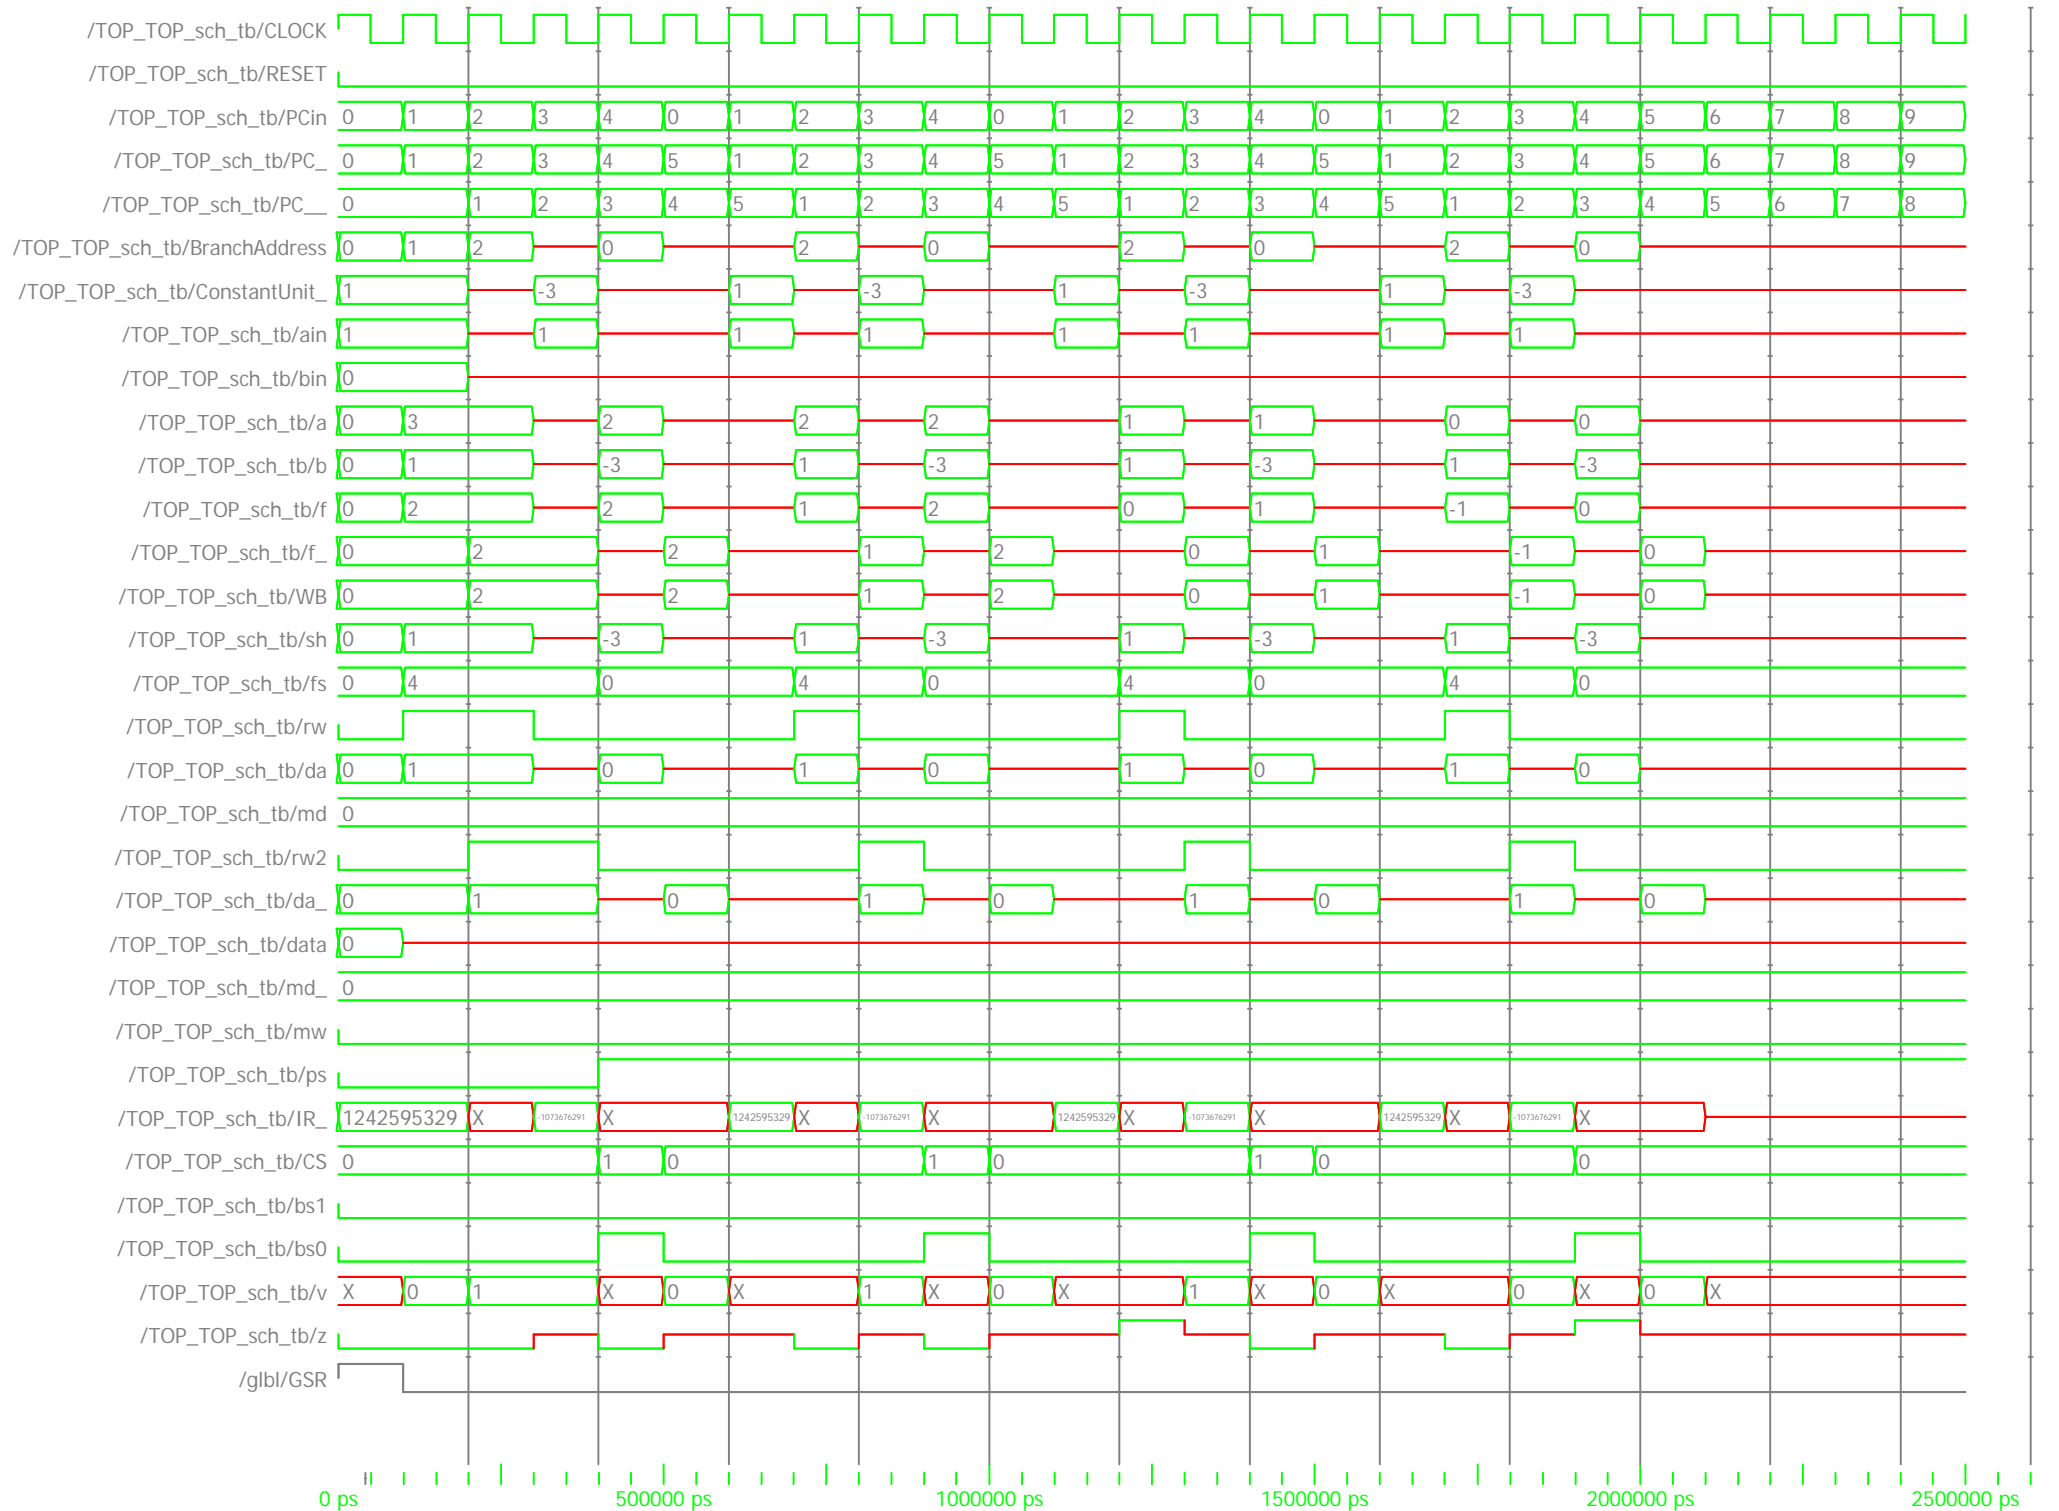 /TOP_TOP_sch_tb/CLOCK
/TOP_TOP_sch_tb/RESET
/TOP_TOP_sch_tb/PCin 0 1 2 3 4 0 1 2 3 4 0 1 2 3 4 0 1 2 3 4 5 6 7 8 9
/TOP_TOP_sch_tb/PC_ 0 1 2 3 4 5 1 2 3 4 5 1 2 3 4 5 1 2 3 4 5 6 7 8 9
/TOP_TOP_sch_tb/PC__ 0 1 2 3 4 5 1 2 3 4 5 1 2 3 4 5 1 2 3 4 5 6 7 8
/TOP_TOP_sch_tb/BranchAddress 0 1 2 0 2 0 2 0 2 0
/TOP_TOP_sch_tb/ConstantUnit_ 1 -3 1 -3 1 -3 1 -3
/TOP_TOP_sch_tb/ain 1 1 1 1 1 1 1 1
/TOP_TOP_sch_tb/bin 0
/TOP_TOP_sch_tb/a 0 3 2 2 2 1 1 0 0
/TOP_TOP_sch_tb/b 0 1 -3 1 -3 1 -3 1 -3
/TOP_TOP_sch_tb/f 0 2 2 1 2 0 1 -1 0
/TOP_TOP_sch_tb/f_ 0 2 2 1 2 0 1 -1 0
/TOP_TOP_sch_tb/WB 0 2 2 1 2 0 1 -1 0
/TOP_TOP_sch_tb/sh 0 1 -3 1 -3 1 -3 1 -3
/TOP_TOP_sch_tb/fs 0 4 0 4 0 4 0 4 0
/TOP_TOP_sch_tb/rw
/TOP_TOP_sch_tb/da 0 1 0 1 0 1 0 1 0
/TOP_TOP_sch_tb/md 0
/TOP_TOP_sch_tb/rw2
/TOP_TOP_sch_tb/da_ 0 1 0 1 0 1 0 1 0
/TOP_TOP_sch_tb/data 0
/TOP_TOP_sch_tb/md_ 0
/TOP_TOP_sch_tb/mw
/TOP_TOP_sch_tb/ps
/TOP_TOP_sch_tb/IR_ 1242595329 X -1073676291 X 1242595329 X -1073676291 X 1242595329 X -1073676291 X 1242595329 X -1073676291 X
/TOP_TOP_sch_tb/CS 0 1 0 1 0 1 0 0
/TOP_TOP_sch_tb/bs1
/TOP_TOP_sch_tb/bs0
/TOP_TOP_sch_tb/v X 0 1 X 0 X 1 X 0 X 1 X 0 X 0 X 0 X
/TOP_TOP_sch_tb/z
/glbl/GSR
0 ps 500000 ps 1000000 ps 1500000 ps 2000000 ps 2500000 ps